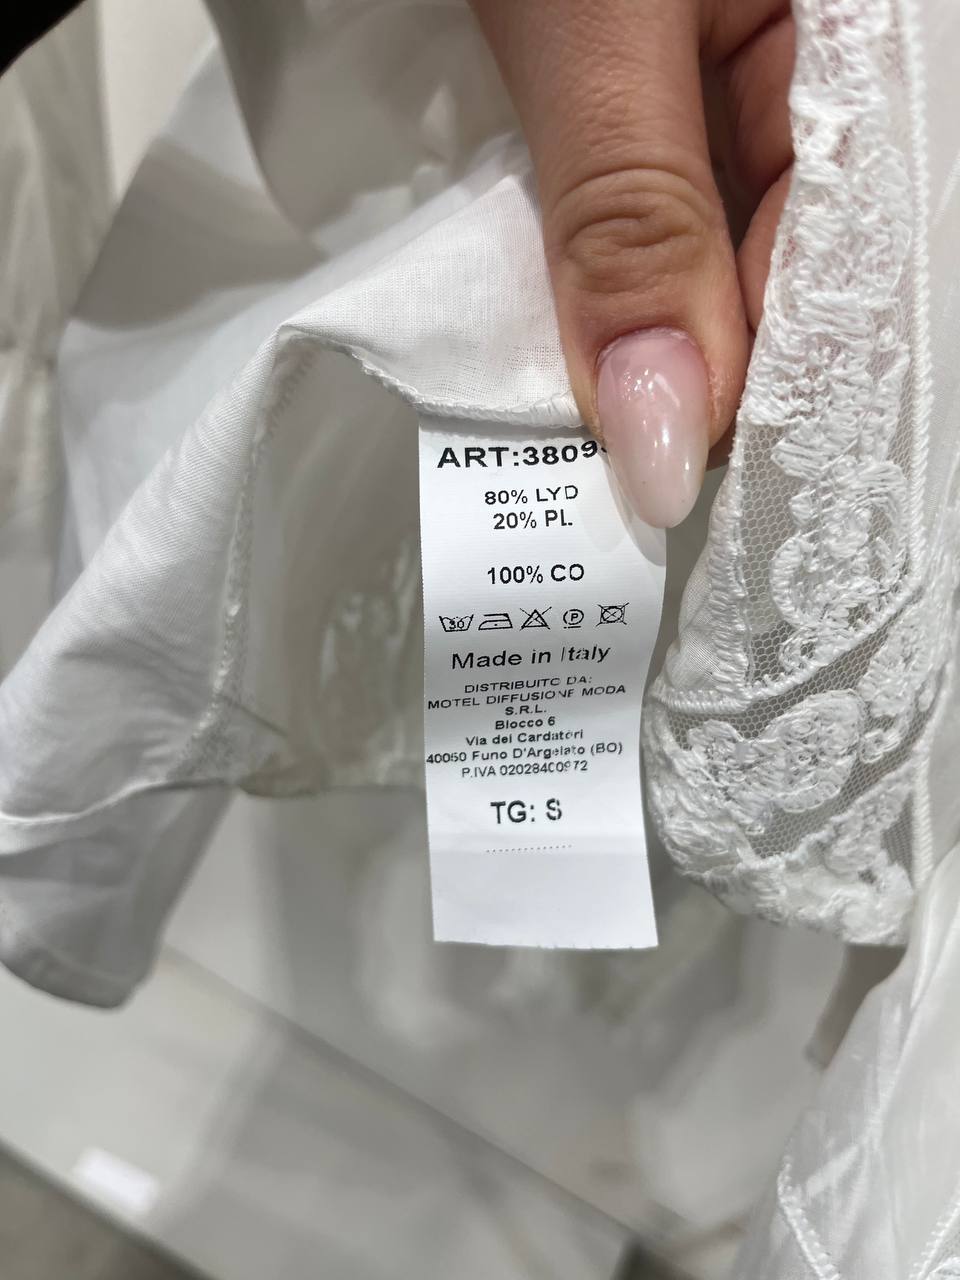 ART:3809
80% LYD
20% PL
100% CO
30
P
Made in Italy
DISTRIBUITO DA:
MOTEL DIFFUSIONE MODA
S.R.L.
Blocco 6
Via dei Cardatori
40050 Funo D'Argelato (BO)
P.IVA 02028400972
TG: S